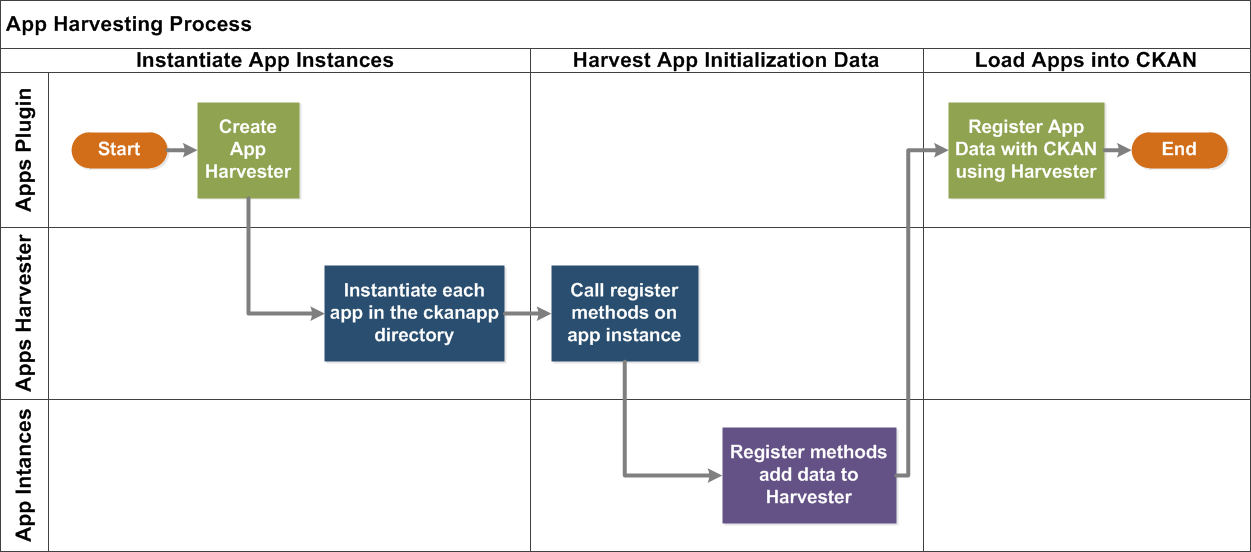 App Harvesting Process
Instantiate App Instances
Harvest App Initialization Data
Load Apps into CKAN
Apps Plugin
Start
Create
App
Harvester
Register App
Data with CKAN
using Harvester
End
Apps Harvester
Instantiate each
app in the ckanapp
directory
Call register
methods on
app instance
App Intances
Register methods
add data to
Harvester